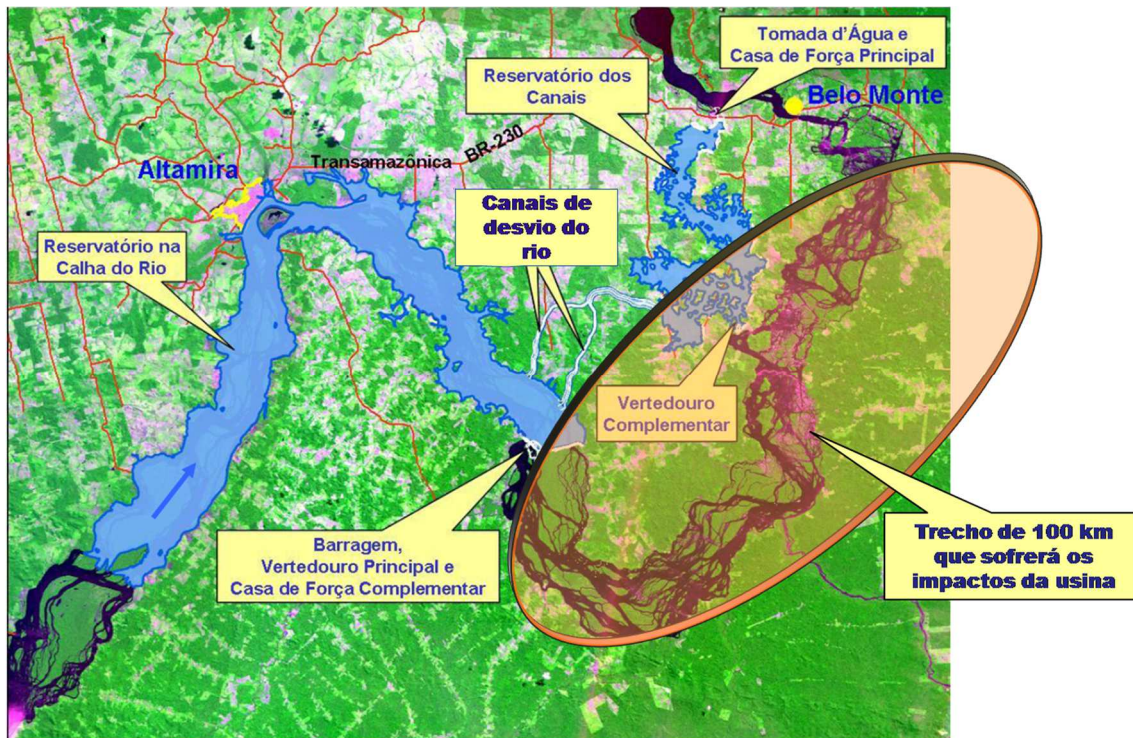 Tomada d'Água e
Casa de Força Principal
Reservatório dos
Canais
Belo Monte
BR-230
Transamazônica
Altamira
Canais de
desvio do
rio
Reservatório na
Calha do Rio
Vertedouro
Complementar
Trecho de 100 km
que sofrerá os
impactos da usina
Barragem,
Vertedouro Principal e
Casa de Força Complementar